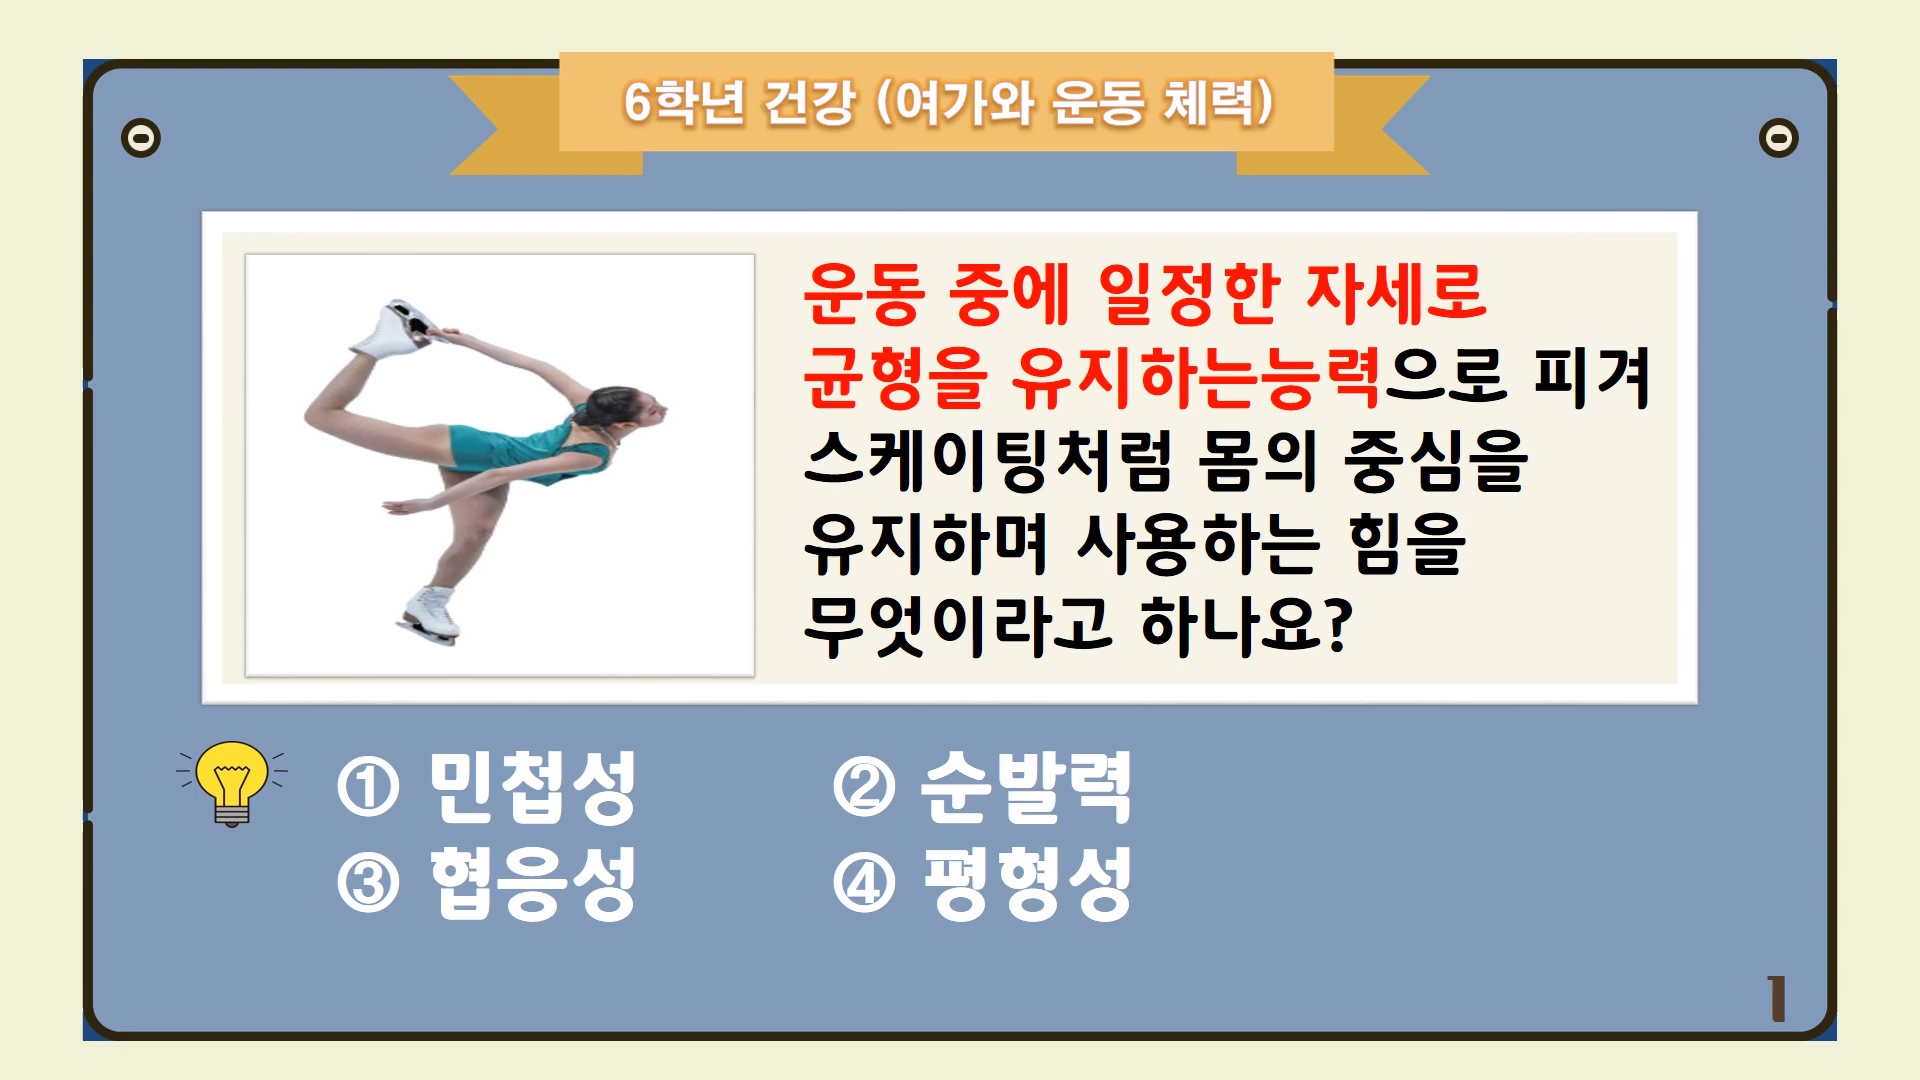 6학년 건강 (여가와 운동 체력)
운동 중에 일정한 자세로
균형을 유지하는능력으로 피겨
스케이팅처럼 몸의 중심을
유지하며 사용하는 힘을
무엇이라고 하나요?
① 민첩성 ② 순발력
③ 협응성 ④ 평형성
1